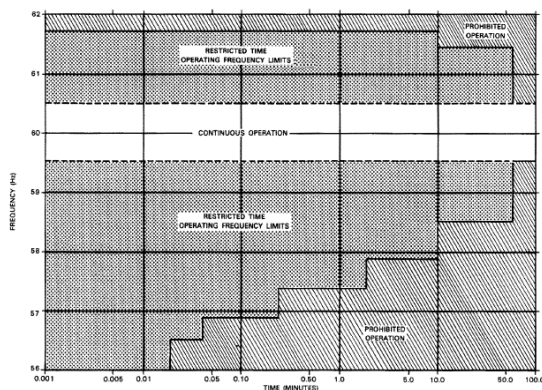 62
PROHIBITED
OPERATION
RESTRICTED TIME
OPERATING FREQUENCY LIMITS
61
60
CONTINUOUS OPERATION
FREQUENCY (Hz)
59
RESTRICTED TIME
OPERATING FREQUENCY LIMITS
58
57
PROHIBITED
OPERATION
56
0.001 0.005 0.01 0.05 0.10 0.50 1.0 5.0 10.0 50.0 100.0
TIME (MINUTES)